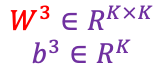 W³ ∈ R^{K×K}
b³ ∈ R^K